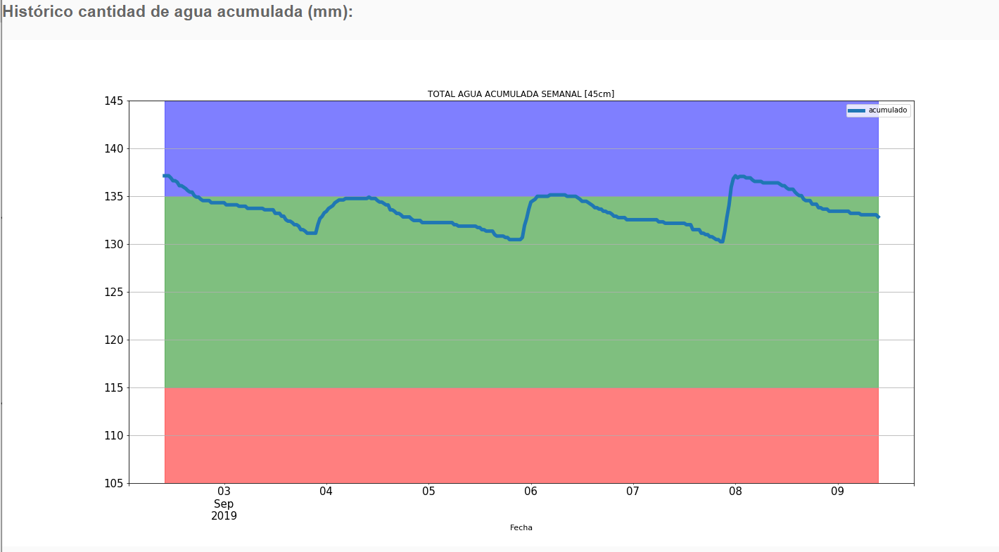 Histórico cantidad de agua acumulada (mm):
TOTAL AGUA ACUMULADA SEMANAL [45cm]
acumulado
145
140
135
130
125
120
115
110
105
03 04 05 06 07 08 09
Sep
2019
Fecha